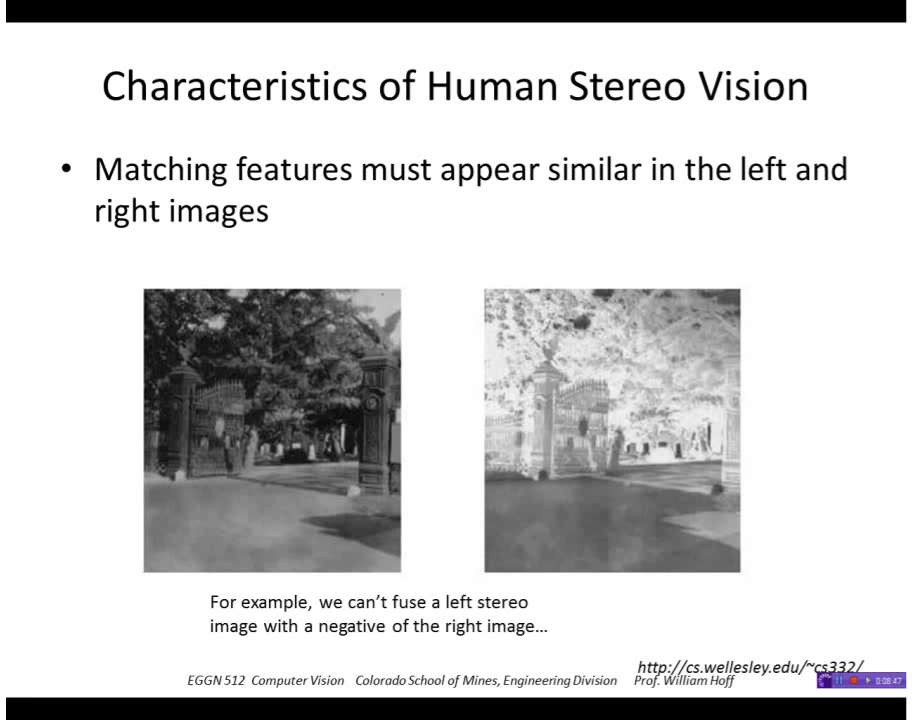 Characteristics of Human Stereo Vision
• Matching features must appear similar in the left and
right images
For example, we can’t fuse a left stereo
image with a negative of the right image…
http://cs.wellesley.edu/~cs332/
EGGN 512 Computer Vision Colorado School of Mines, Engineering Division Prof. William Hoff
0:08:47